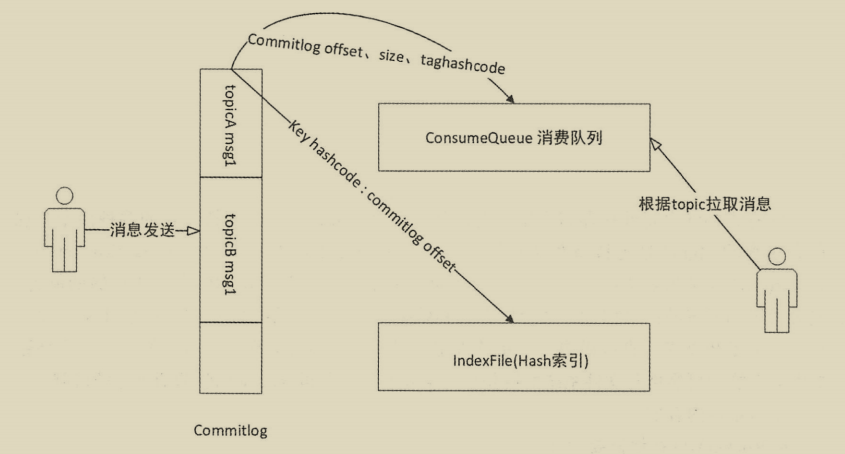 Commitlog offset、size、taghashcode
topicA msg1
ConsumeQueue 消费队列
Key hashcode : commitlog offset
根据topic拉取消息
消息发送
topicB msg1
IndexFile(Hash索引)
Commitlog